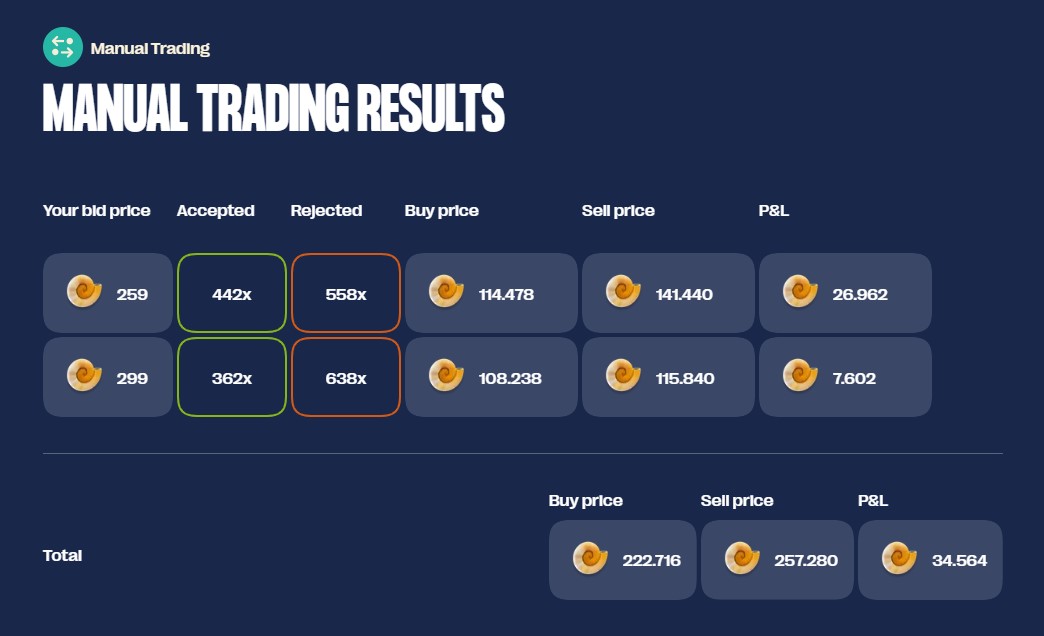 Manual Trading
MANUAL TRADING RESULTS
Your bid price Accepted Rejected Buy price Sell price P&L
259 442x 558x 114.478 141.440 26.962
299 362x 638x 108.238 115.840 7.602
Buy price Sell price P&L
Total 222.716 257.280 34.564